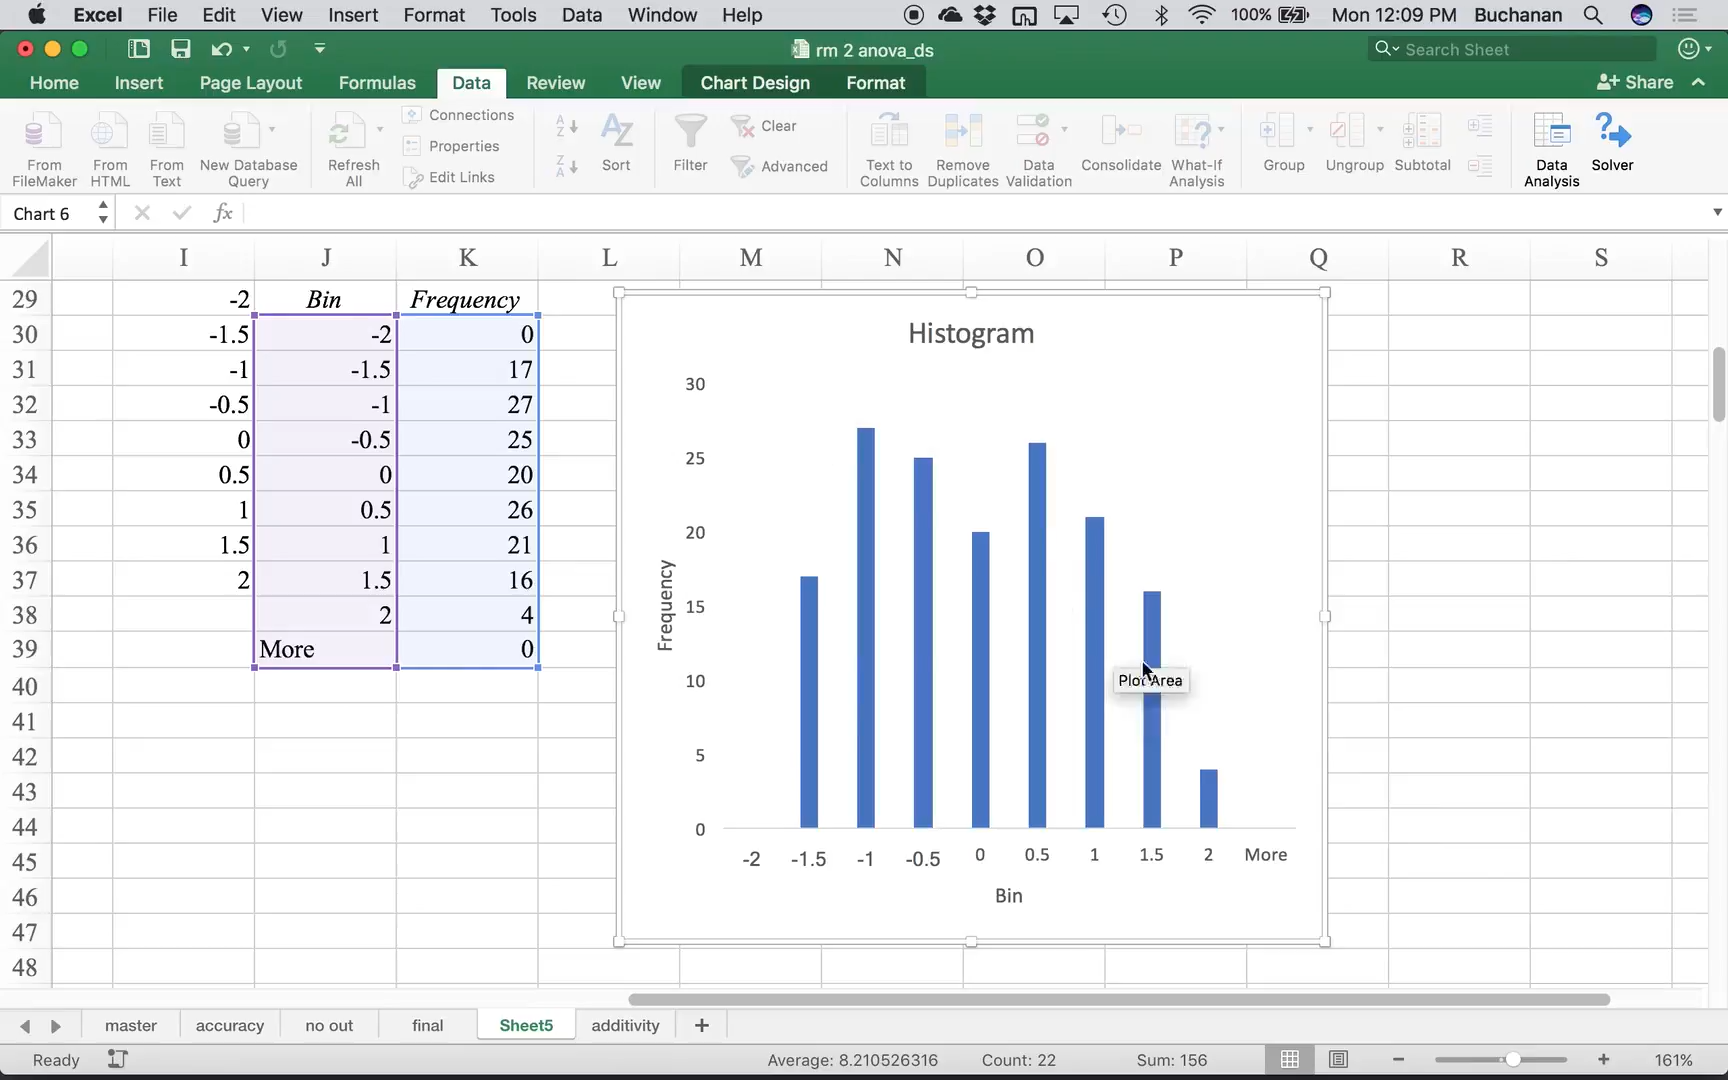 Excel File Edit View Insert Format Tools Data Window Help 100% Mon 12:09 PM Buchanan
rm 2 anova_ds Search Sheet
Home Insert Page Layout Formulas Data Review View Chart Design Format Share
From FileMaker
From HTML
From Text
New Database Query
Refresh All
Connections
Properties
Edit Links
A Z
Z A
Sort
Filter
Clear
Advanced
Text to Columns
Remove Duplicates
Data Validation
Consolidate
What-If Analysis
Group
Ungroup
Subtotal
Data Analysis
Solver
Chart 6 fx
I J K L M N O P Q R S
29 -2 Bin Frequency
30 -1.5 -2 0
31 -1 -1.5 17
32 -0.5 -1 27
33 0 -0.5 25
34 0.5 0 20
35 1 0.5 26
36 1.5 1 21
37 2 1.5 16
38 2 4
39 More 0
40
41
42
43
44
45
46
47
48
Histogram
30
25
20
15
10
5
0
Frequency
Plot Area
-2 -1.5 -1 -0.5 0 0.5 1 1.5 2 More
Bin
master accuracy no out final Sheet5 additivity +
Ready Average: 8.210526316 Count: 22 Sum: 156 161%